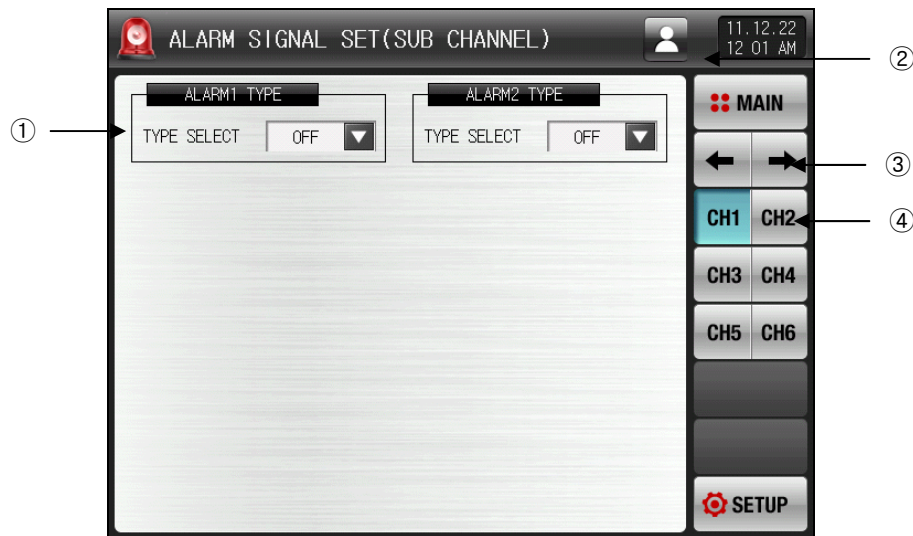 ALARM SIGNAL SET(SUB CHANNEL)
11.12.22
12 01 AM
②
ALARM1 TYPE
ALARM2 TYPE
MAIN
①
TYPE SELECT OFF
TYPE SELECT OFF
③
CH1 CH2
④
CH3 CH4
CH5 CH6
SETUP